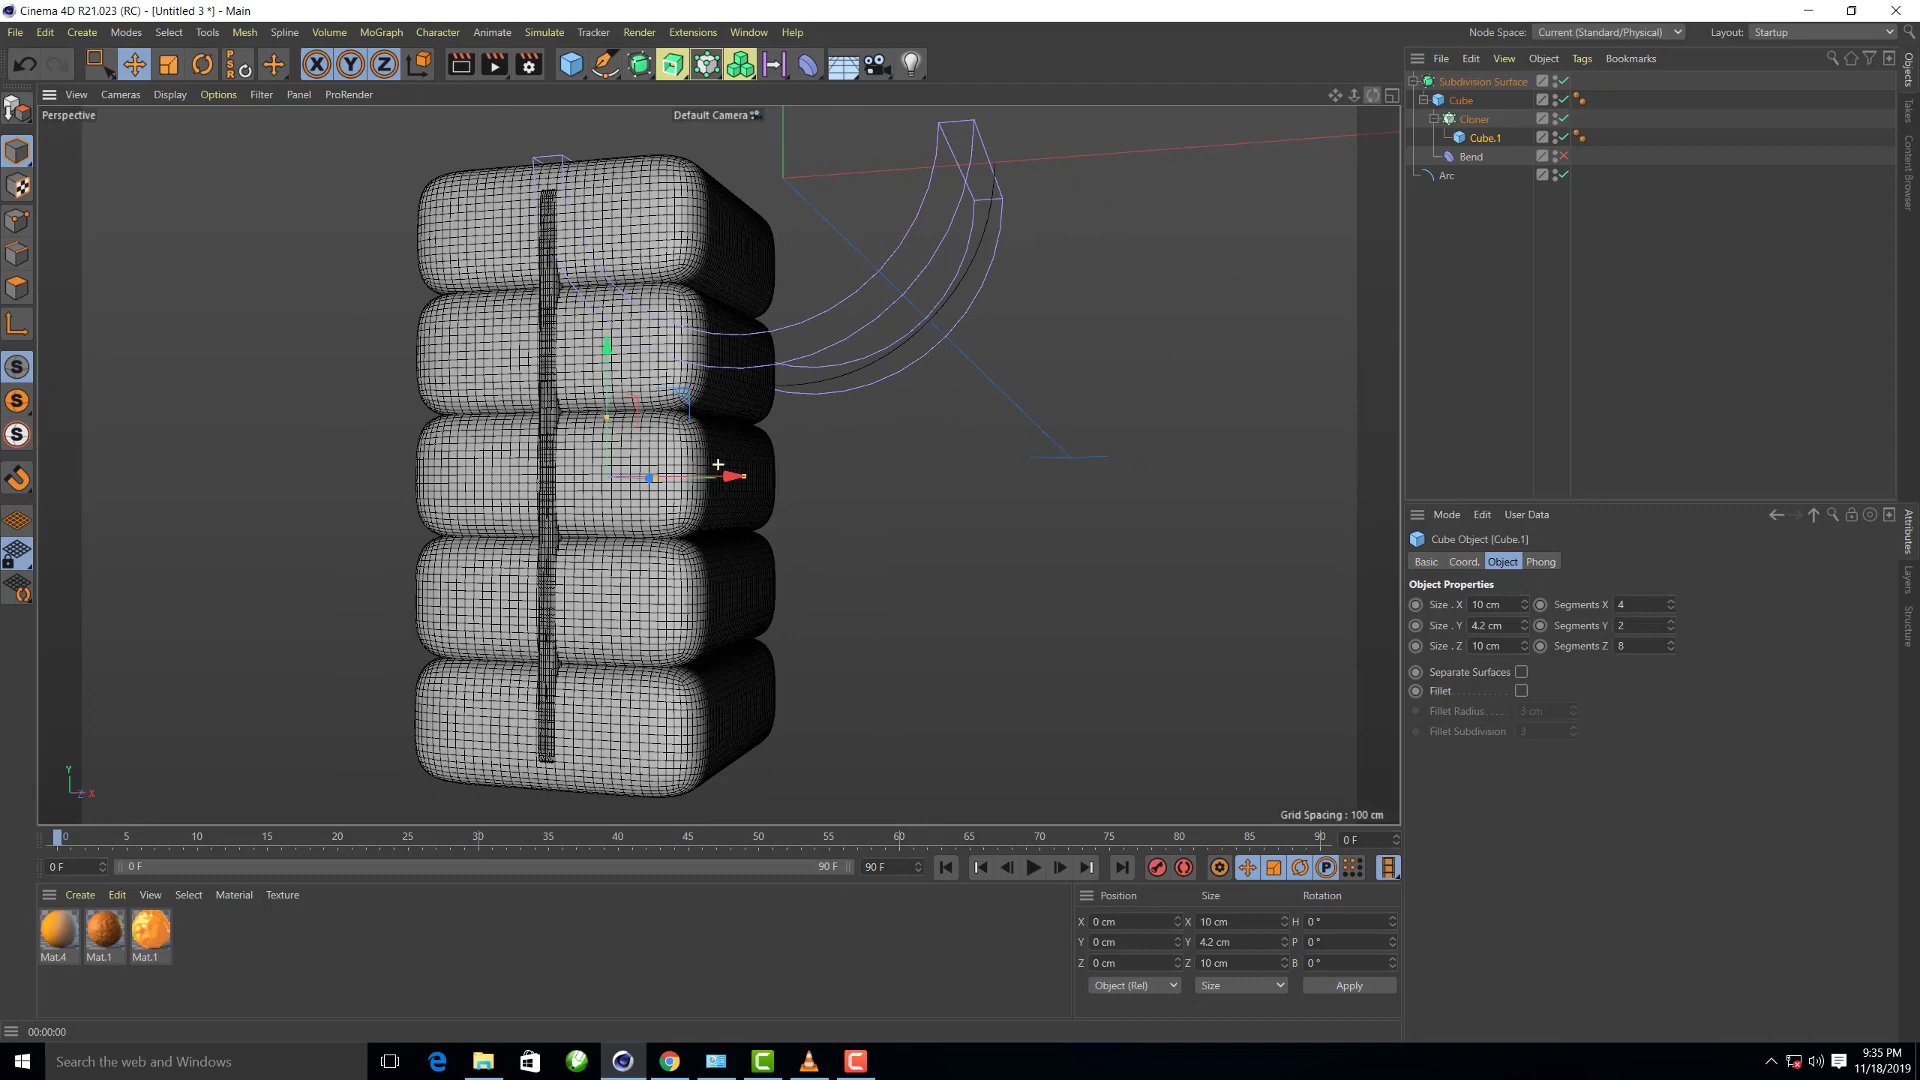 Cinema 4D R21.023 (RC) - [Untitled 3 *] - Main
File Edit Create Modes Select Tools Mesh Spline Volume MoGraph Character Animate Simulate Tracker Render Extensions Window Help
Node Space: Current (Standard/Physical) Layout: Startup
File Edit View Object Tags Bookmarks
View Cameras Display Options Filter Panel ProRender
Perspective
Default Camera
Subdivision Surface
Cube
Cloner
Cube.1
Bend
Arc
Objects
Takes
Content Browser
Mode Edit User Data
Cube Object [Cube.1]
Basic Coord. Object Phong
Object Properties
Size . X 10 cm Segments X 4
Size . Y 4.2 cm Segments Y 2
Size . Z 10 cm Segments Z 8
Separate Surfaces
Fillet . . . . . . . . . . .
Fillet Radius. . . . 3 cm
Fillet Subdivision 3
Attributes
Layers
Structure
Y
Z X
Grid Spacing : 100 cm
0 5 10 15 20 25 30 35 40 45 50 55 60 65 70 75 80 85 90 0 F
0 F 0 F 90 F 90 F
Create Edit View Select Material Texture
Mat.4 Mat.1 Mat.1
Position Size Rotation
X 0 cm X 10 cm H 0 °
Y 0 cm Y 4.2 cm P 0 °
Z 0 cm Z 10 cm B 0 °
Object (Rel) Size Apply
00:00:00
Search the web and Windows
9:35 PM
11/18/2019